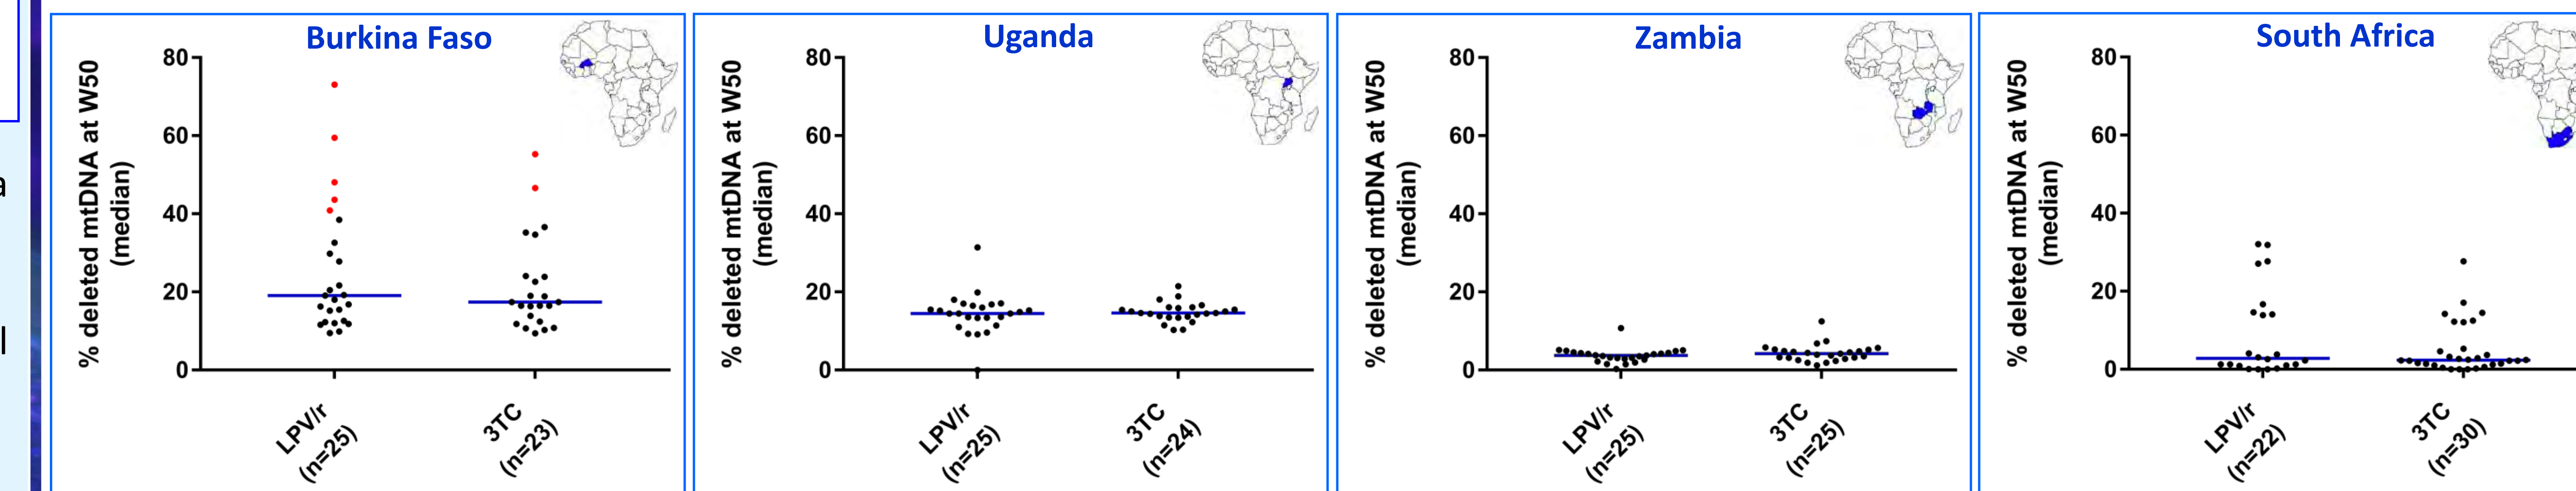 Burkina Faso
% deleted mtDNA at W50
(median)
80
60
40
20
0
LPV/r
(n=25)
3TC
(n=23)
Uganda
% deleted mtDNA at W50
(median)
80
60
40
20
0
LPV/r
(n=25)
3TC
(n=24)
Zambia
% deleted mtDNA at W50
(median)
80
60
40
20
0
LPV/r
(n=25)
3TC
(n=25)
South Africa
% deleted mtDNA at W50
(median)
80
60
40
20
0
LPV/r
(n=22)
3TC
(n=30)